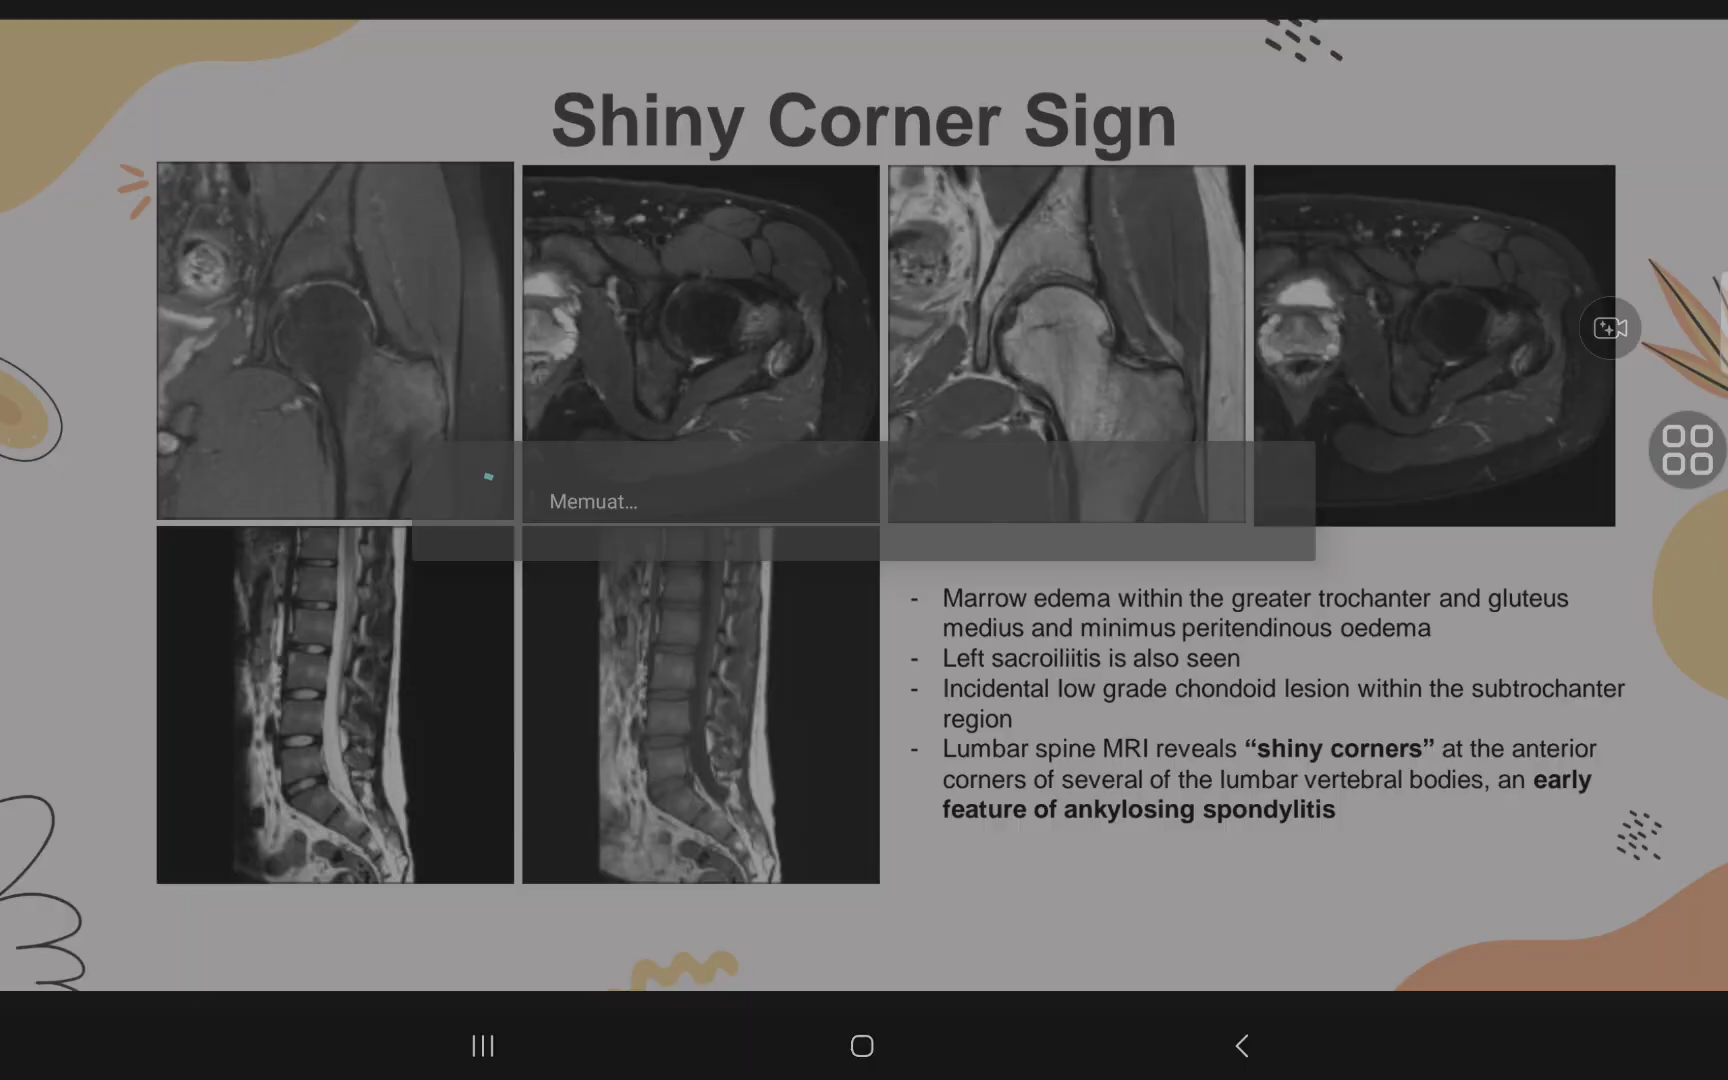 Shiny Corner Sign
Memuat...
- Marrow edema within the greater trochanter and gluteus
medius and minimus peritendinous oedema
- Left sacroiliitis is also seen
- Incidental low grade chondoid lesion within the subtrochanter
region
- Lumbar spine MRI reveals “shiny corners” at the anterior
corners of several of the lumbar vertebral bodies, an early
feature of ankylosing spondylitis